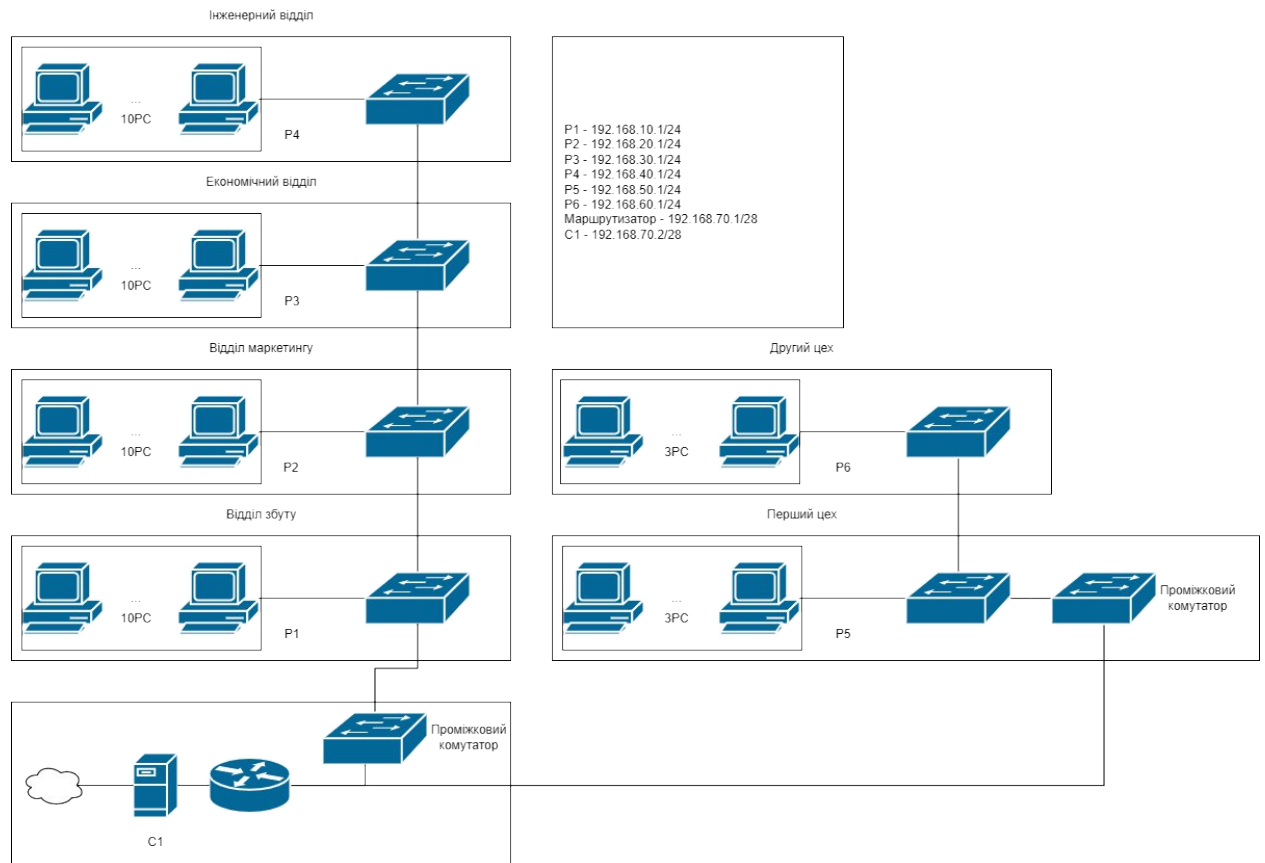 Інженерний відділ
...
10PC
P4
Економічний відділ
...
10PC
P3
Відділ маркетингу
...
10PC
P2
Відділ збуту
...
10PC
P1
Проміжковий
комутатор
C1
P1 - 192.168.10.1/24
P2 - 192.168.20.1/24
P3 - 192.168.30.1/24
P4 - 192.168.40.1/24
P5 - 192.168.50.1/24
P6 - 192.168.60.1/24
Маршрутизатор - 192.168.70.1/28
C1 - 192.168.70.2/28
Другий цех
...
3PC
P6
Перший цех
...
3PC
P5
Проміжковий
комутатор